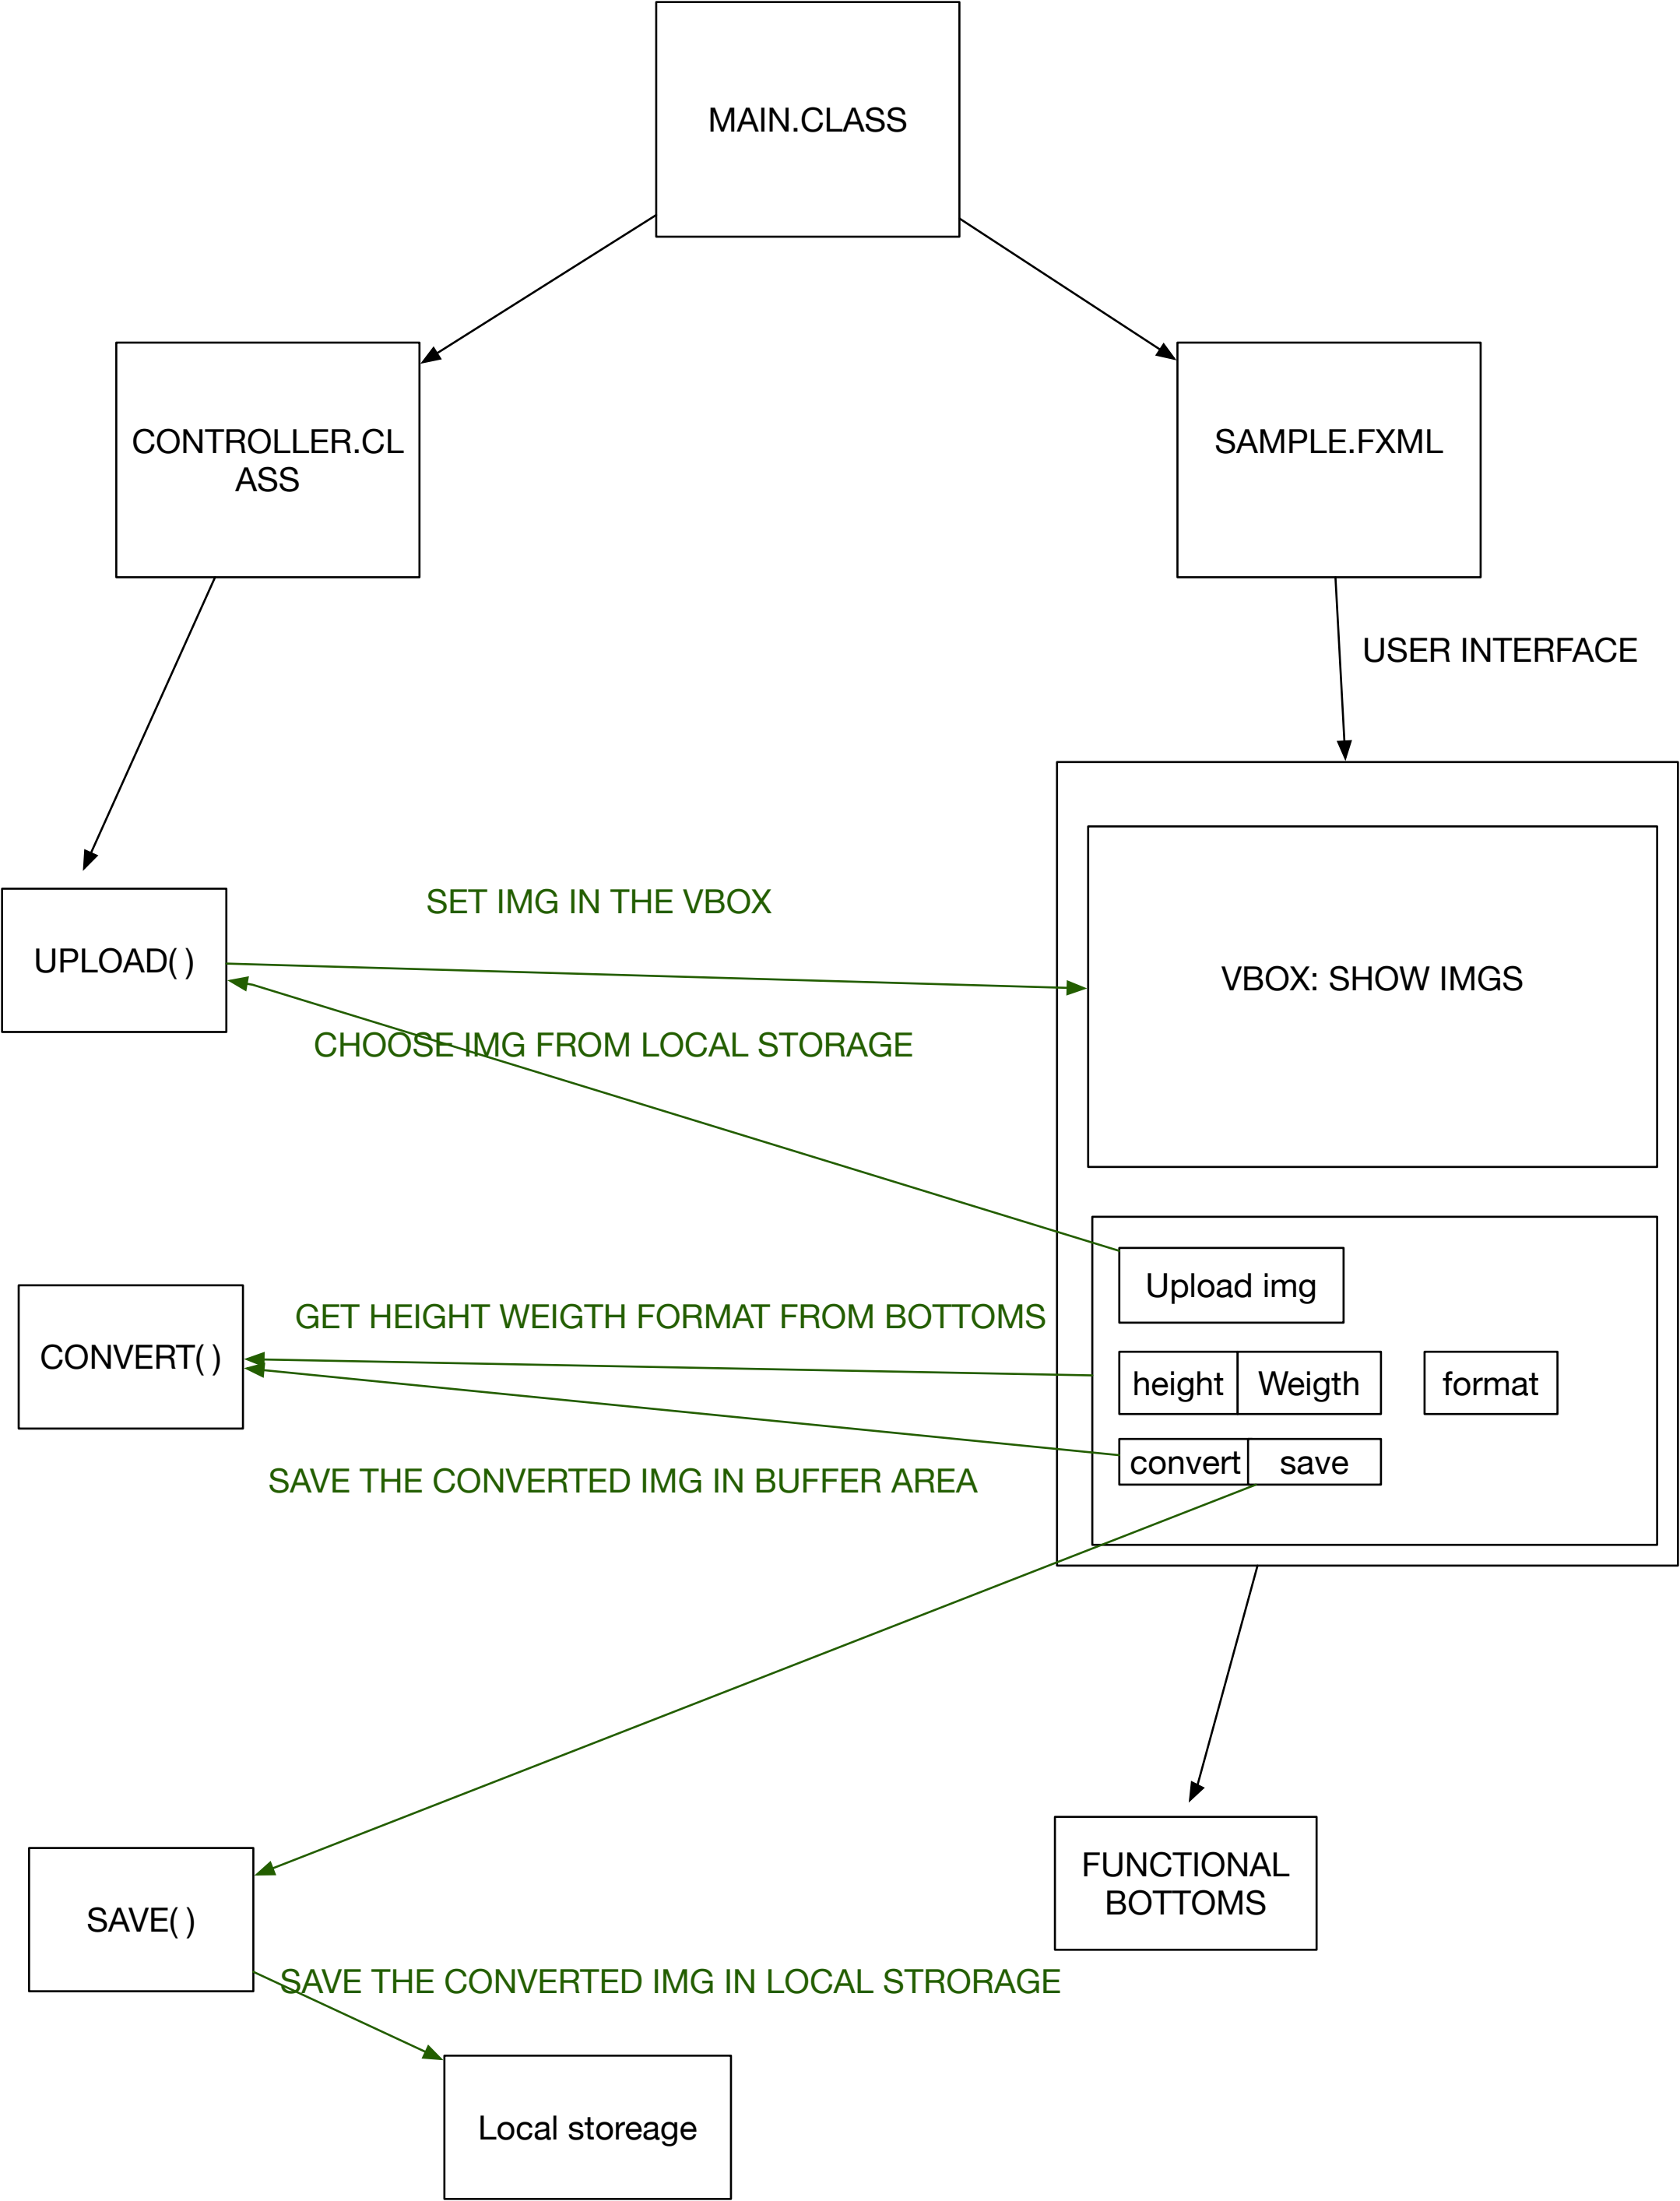 MAIN.CLASS
CONTROLLER.CL
ASS
SAMPLE.FXML
USER INTERFACE
SET IMG IN THE VBOX
UPLOAD( )
VBOX: SHOW IMGS
CHOOSE IMG FROM LOCAL STORAGE
Upload img
GET HEIGHT WEIGTH FORMAT FROM BOTTOMS
CONVERT( )
height
Weigth
format
convert
save
SAVE THE CONVERTED IMG IN BUFFER AREA
FUNCTIONAL
BOTTOMS
SAVE( )
SAVE THE CONVERTED IMG IN LOCAL STRORAGE
Local storeage